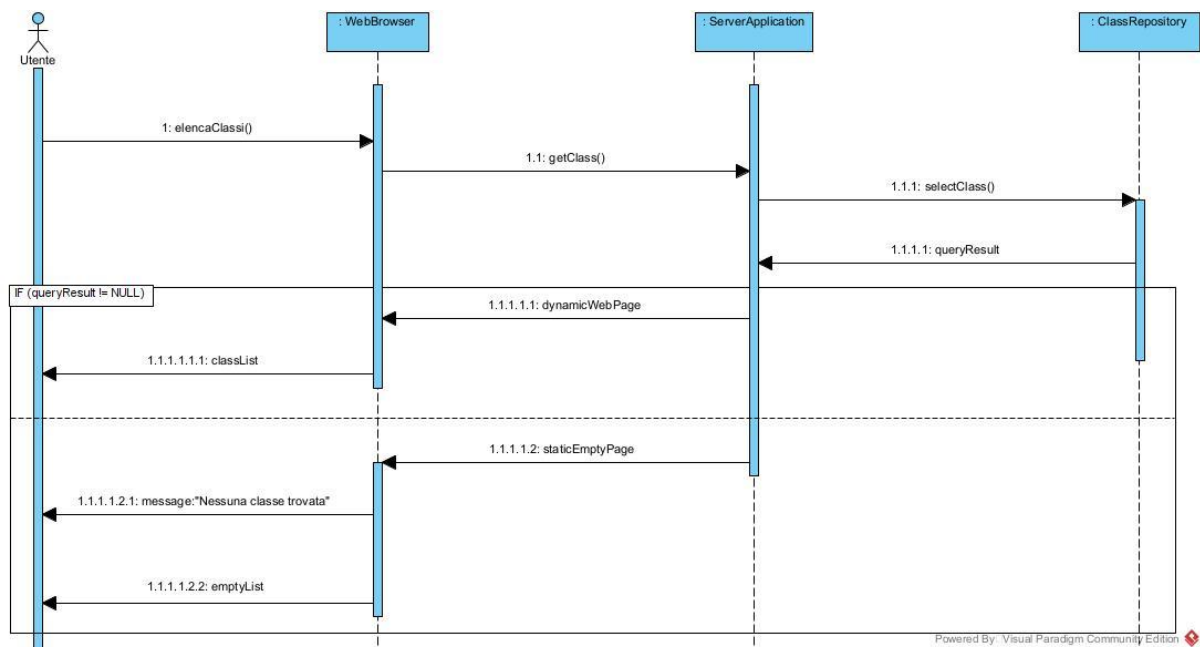 : WebBrowser
: ServerApplication
: ClassRepository
Utente
1: elencaClassi()
1.1: getClass()
1.1.1: selectClass()
1.1.1.1: queryResult
IF (queryResult != NULL)
1.1.1.1.1: dynamicWebPage
1.1.1.1.1.1: classList
1.1.1.1.2: staticEmptyPage
1.1.1.1.2.1: message:"Nessuna classe trovata"
1.1.1.1.2.2: emptyList
Powered By: Visual Paradigm Community Edition